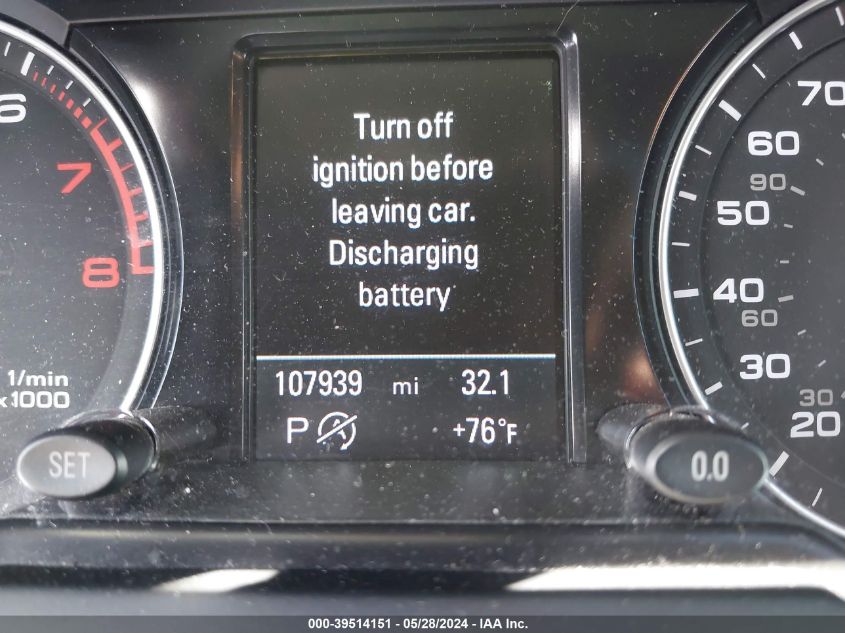 Turn off
ignition before
leaving car.
Discharging
battery
107939 mi 32.1
P A +76°F
6
7
8
1/min
x1000
SET
70
60
90
50
40
60
30
30
20
0.0
000-39514151 - 05/28/2024 - IAA Inc.